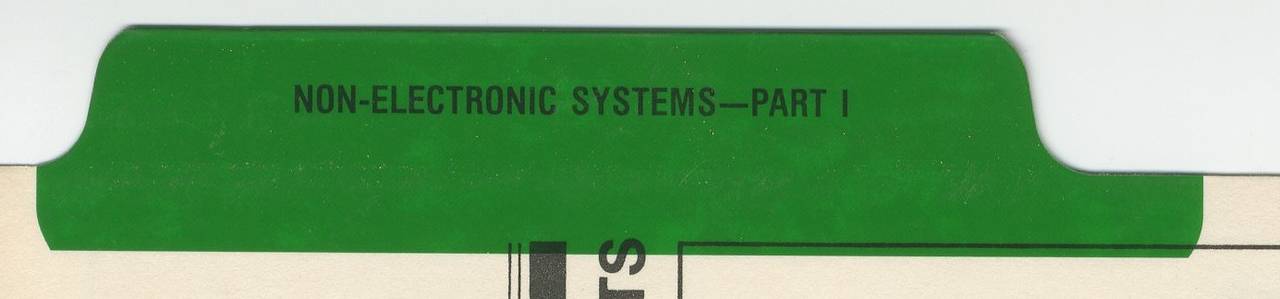 NON-ELECTRONIC SYSTEMS—PART I